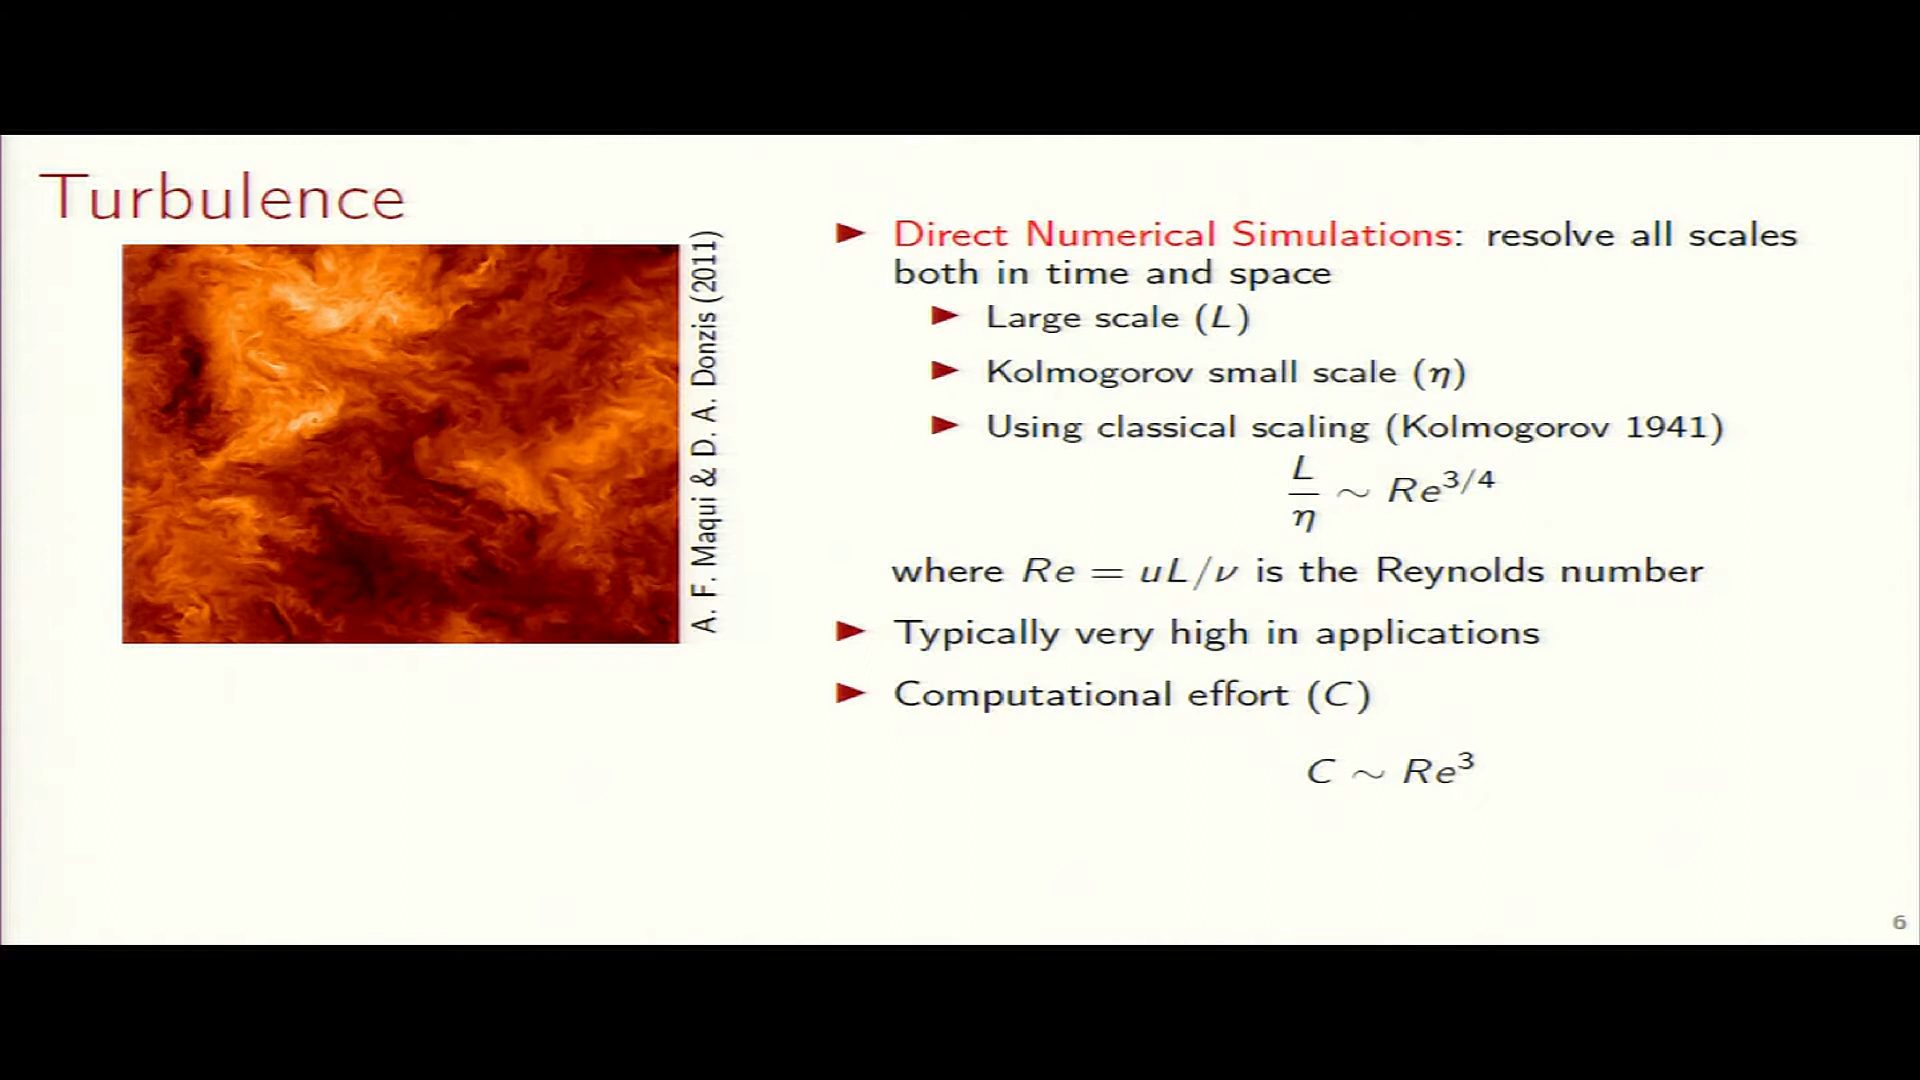 Turbulence
A. F. Maqui & D. A. Donzis (2011)
► Direct Numerical Simulations: resolve all scales
both in time and space
► Large scale (L)
► Kolmogorov small scale (η)
► Using classical scaling (Kolmogorov 1941)
L/η ∼ Re^{3/4}
where Re = uL/ν is the Reynolds number
► Typically very high in applications
► Computational effort (C)
C ∼ Re^3
6